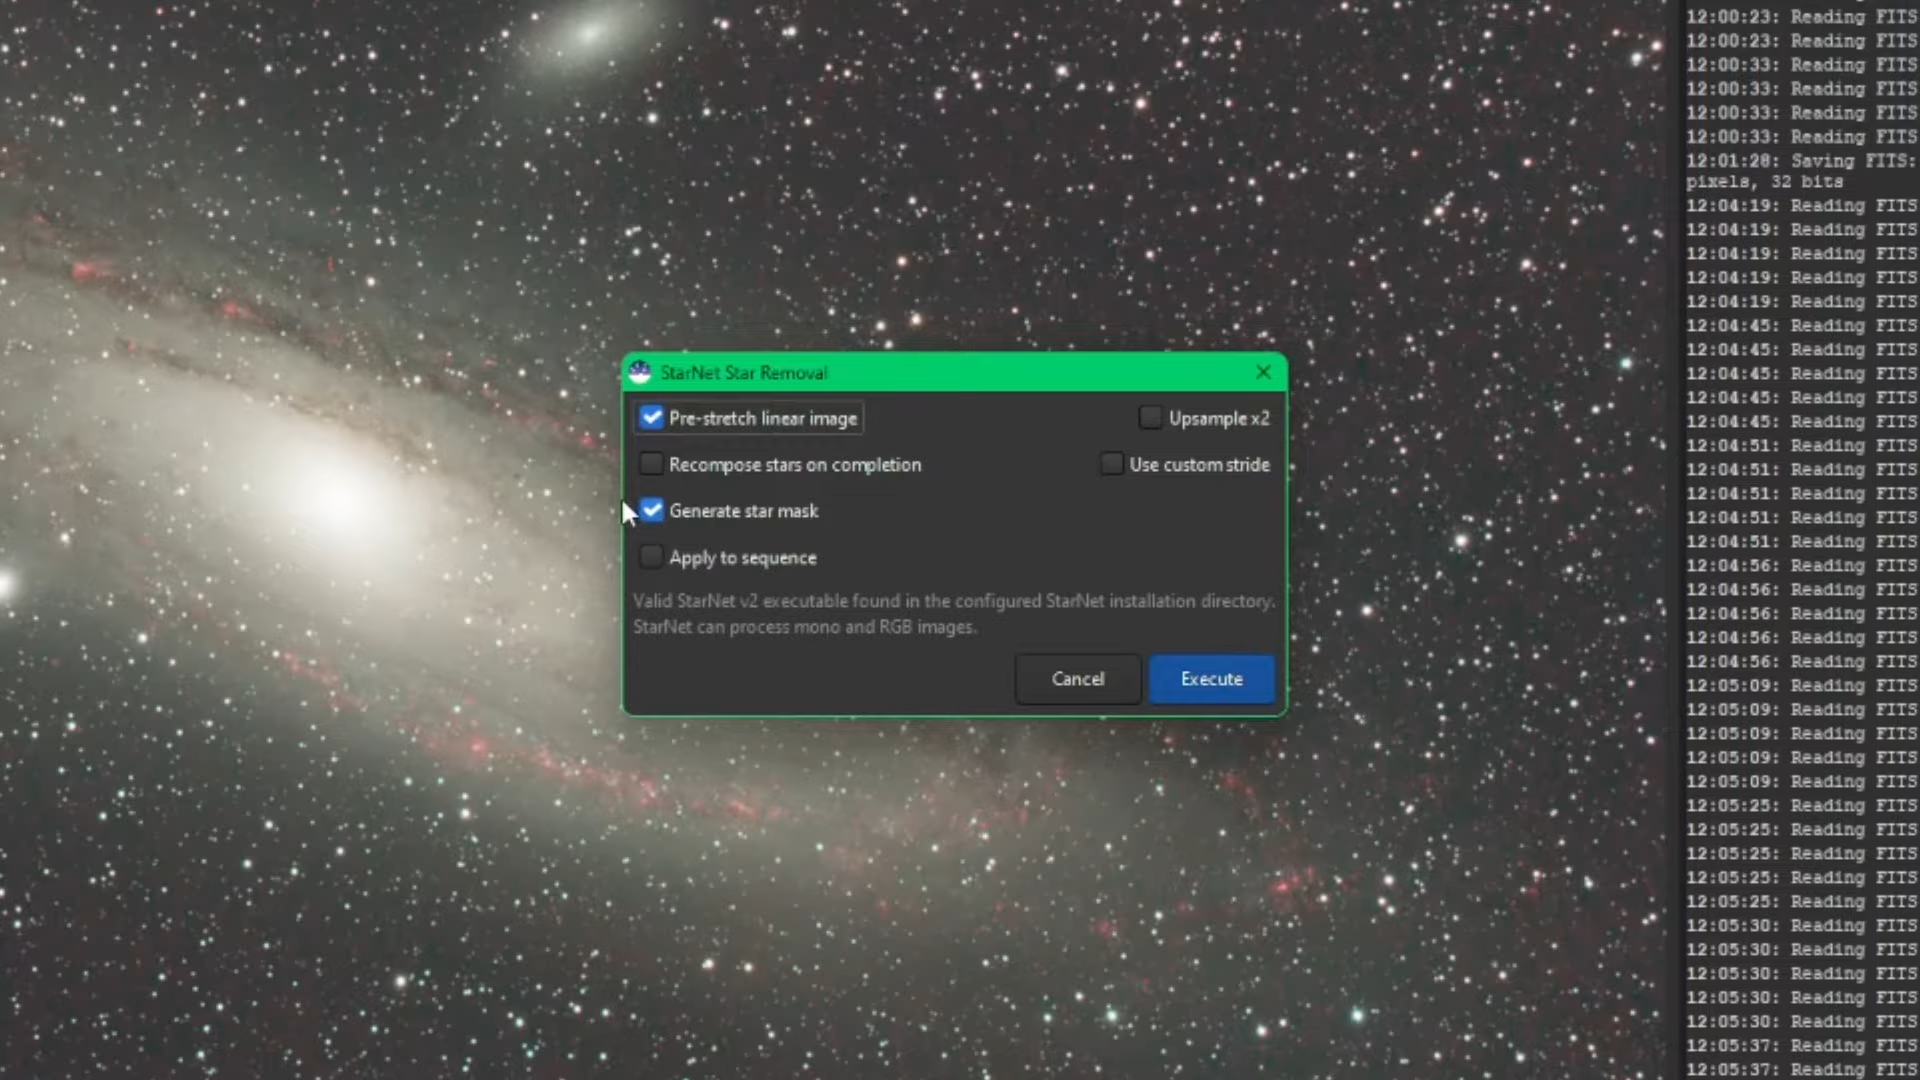 StarNet Star Removal
Pre-stretch linear image
Upsample x2
Recompose stars on completion
Use custom stride
Generate star mask
Apply to sequence
Valid StarNet v2 executable found in the configured StarNet installation directory.
StarNet can process mono and RGB images.
Cancel
Execute
12:00:23: Reading FITS
12:00:23: Reading FITS
12:00:33: Reading FITS
12:00:33: Reading FITS
12:00:33: Reading FITS
12:00:33: Reading FITS
12:01:28: Saving FITS:
pixels, 32 bits
12:04:19: Reading FITS
12:04:19: Reading FITS
12:04:19: Reading FITS
12:04:19: Reading FITS
12:04:19: Reading FITS
12:04:45: Reading FITS
12:04:45: Reading FITS
12:04:45: Reading FITS
12:04:45: Reading FITS
12:04:45: Reading FITS
12:04:51: Reading FITS
12:04:51: Reading FITS
12:04:51: Reading FITS
12:04:51: Reading FITS
12:04:51: Reading FITS
12:04:56: Reading FITS
12:04:56: Reading FITS
12:04:56: Reading FITS
12:04:56: Reading FITS
12:04:56: Reading FITS
12:05:09: Reading FITS
12:05:09: Reading FITS
12:05:09: Reading FITS
12:05:09: Reading FITS
12:05:09: Reading FITS
12:05:25: Reading FITS
12:05:25: Reading FITS
12:05:25: Reading FITS
12:05:25: Reading FITS
12:05:25: Reading FITS
12:05:30: Reading FITS
12:05:30: Reading FITS
12:05:30: Reading FITS
12:05:30: Reading FITS
12:05:30: Reading FITS
12:05:37: Reading FITS
12:05:37: Reading FITS